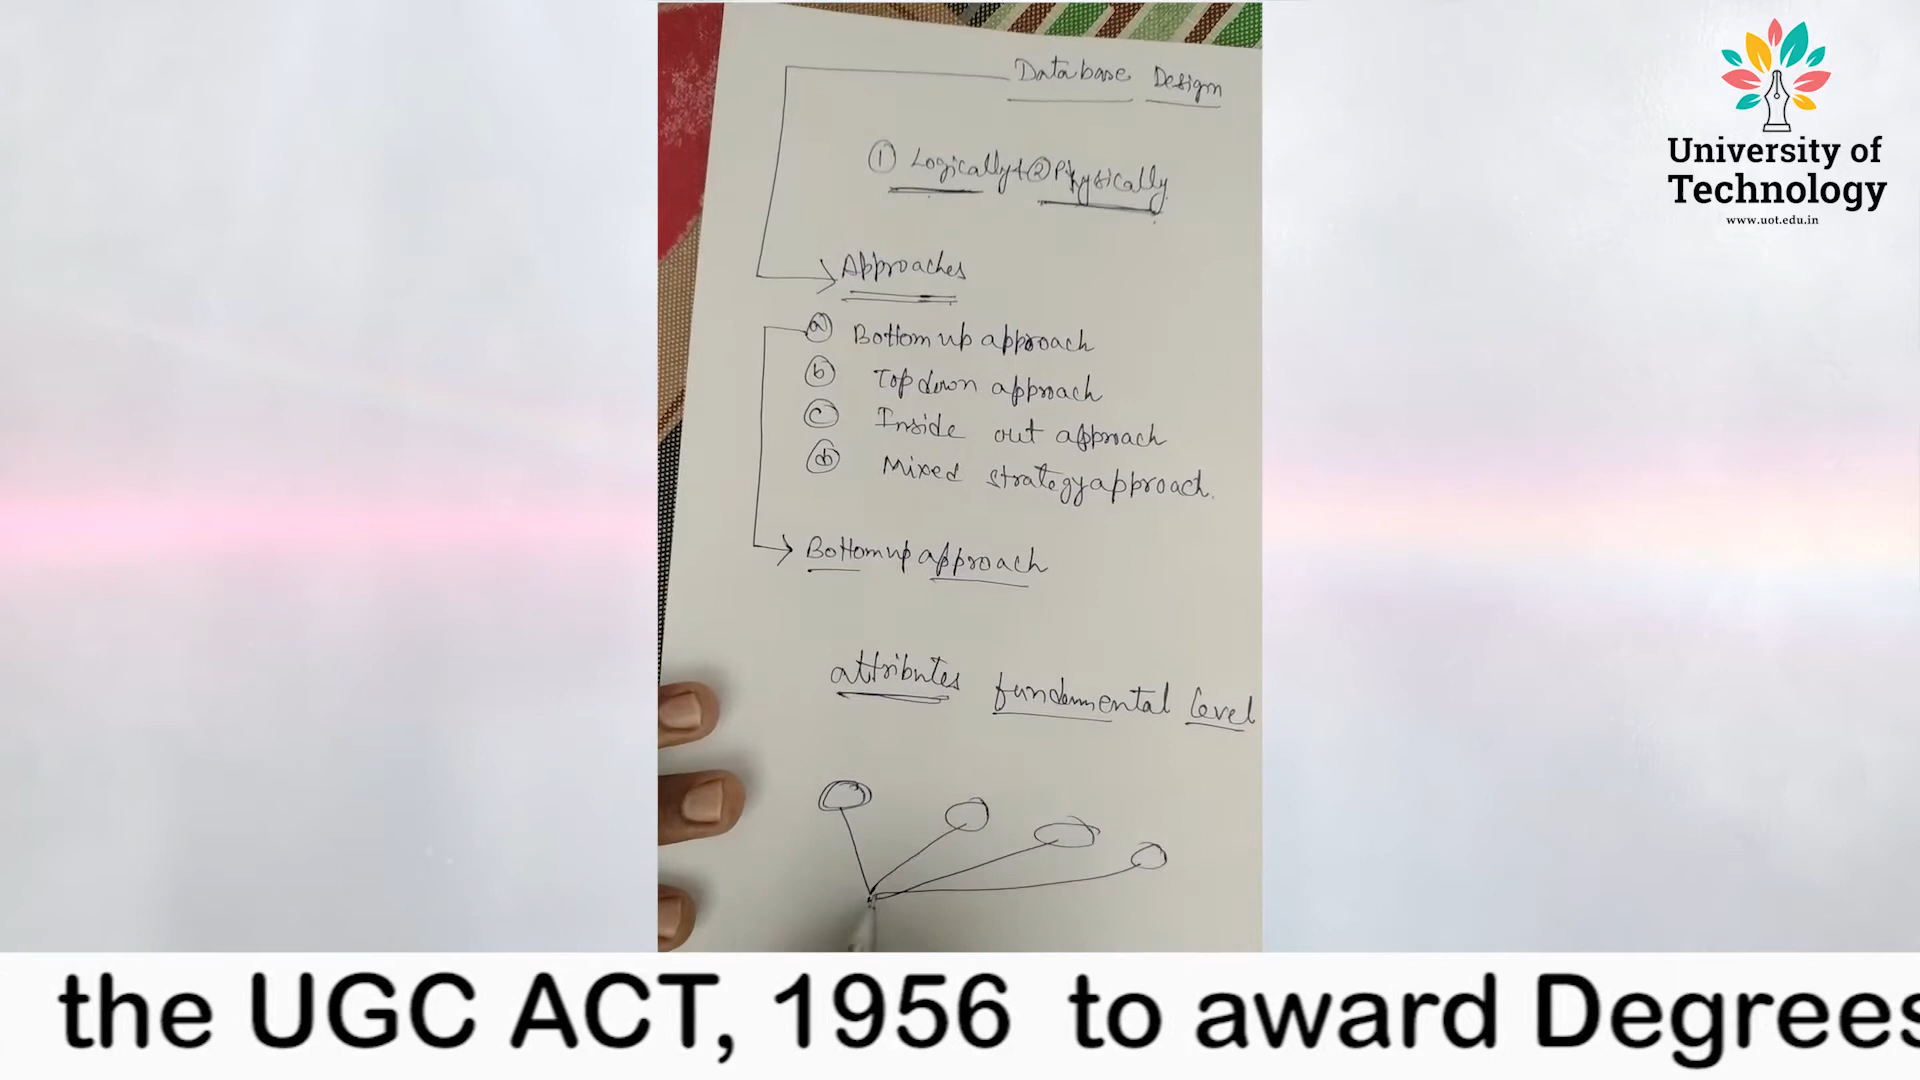 Database Design
① Logically + ② Physically
Approaches
ⓐ Bottom up approach
ⓑ Top down approach
ⓒ Inside out approach
ⓓ Mixed strategy approach.
Bottom up approach
attributes fundamental level
University of
Technology
www.uot.edu.in
the UGC ACT, 1956 to award Degrees